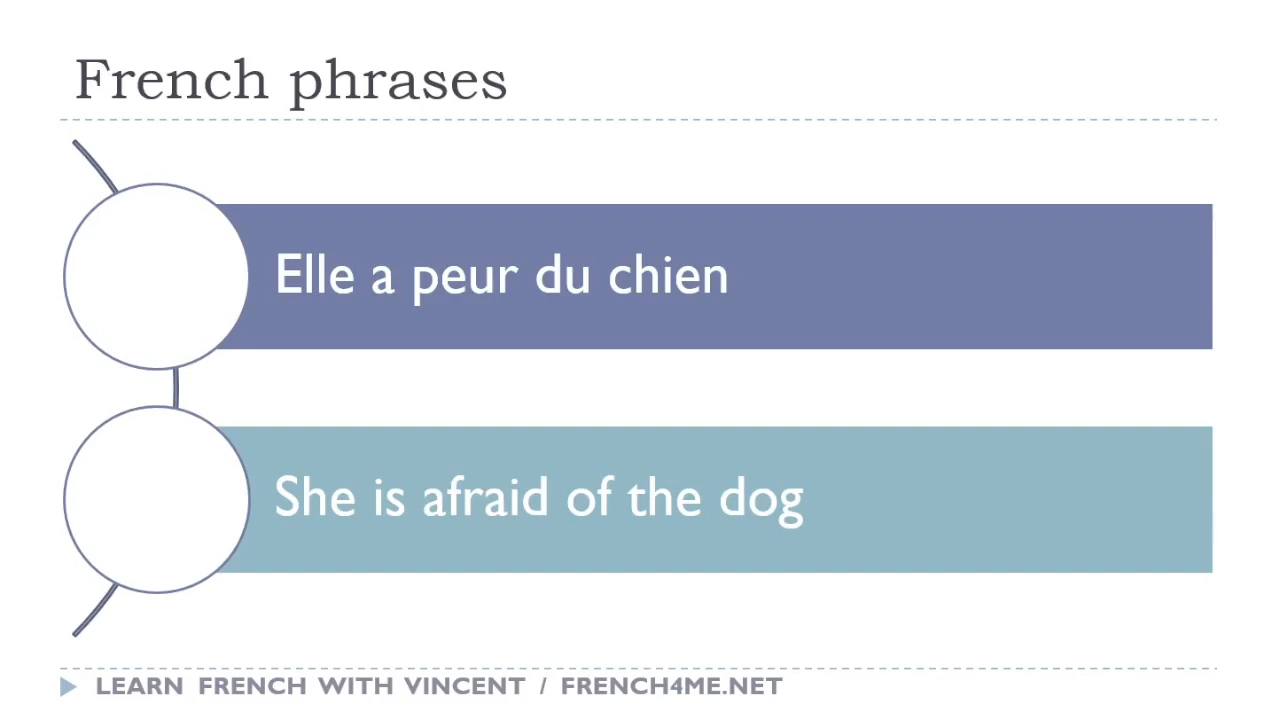 French phrases
Elle a peur du chien
She is afraid of the dog
LEARN FRENCH WITH VINCENT / FRENCH4ME.NET